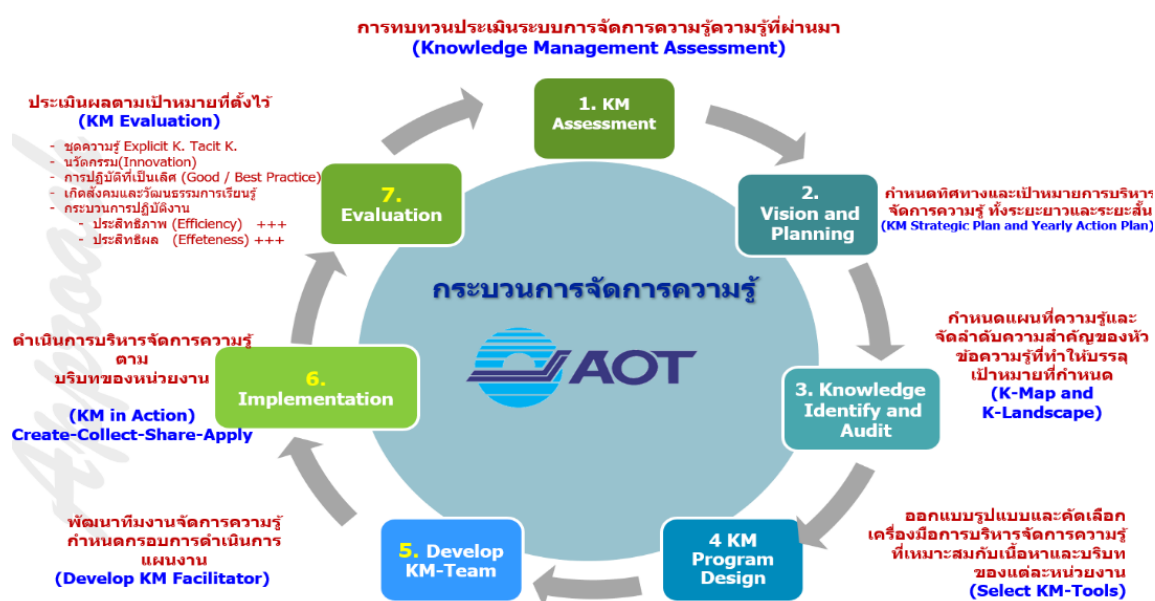 การทบทวนประเมินระบบการจัดการความรู้ความรู้ที่ผ่านมา
(Knowledge Management Assessment)
1. KM
Assessment
2.
Vision and
Planning
กำหนดทิศทางและเป้าหมายการบริหาร
จัดการความรู้ ทั้งระยะยาวและระยะสั้น
(KM Strategic Plan and Yearly Action Plan)
3. Knowledge
Identify and
Audit
กำหนดแผนที่ความรู้และ
จัดลำดับความสำคัญของหัว
ข้อความรู้ที่ทำให้บรรลุ
เป้าหมายที่กำหนด
(K-Map and
K-Landscape)
4 KM
Program
Design
ออกแบบรูปแบบและคัดเลือก
เครื่องมือการบริหารจัดการความรู้
ที่เหมาะสมกับเนื้อหาและบริบท
ของแต่ละหน่วยงาน
(Select KM-Tools)
5. Develop
KM-Team
พัฒนาทีมงานจัดการความรู้
กำหนดกรอบการดำเนินการ
แผนงาน
(Develop KM Facilitator)
6.
Implementation
ดำเนินการบริหารจัดการความรู้
ตาม
บริบทของหน่วยงาน
(KM in Action)
Create-Collect-Share-Apply
7.
Evaluation
ประเมินผลตามเป้าหมายที่ตั้งไว้
(KM Evaluation)
- ชุดความรู้ Explicit K. Tacit K.
- นวัตกรรม(Innovation)
- การปฏิบัติที่เป็นเลิศ (Good / Best Practice)
- เกิดสังคมและวัฒนธรรมการเรียนรู้
- กระบวนการปฏิบัติงาน
- ประสิทธิภาพ (Efficiency) +++
- ประสิทธิผล (Effeteness) +++
กระบวนการจัดการความรู้
AOT
Approach